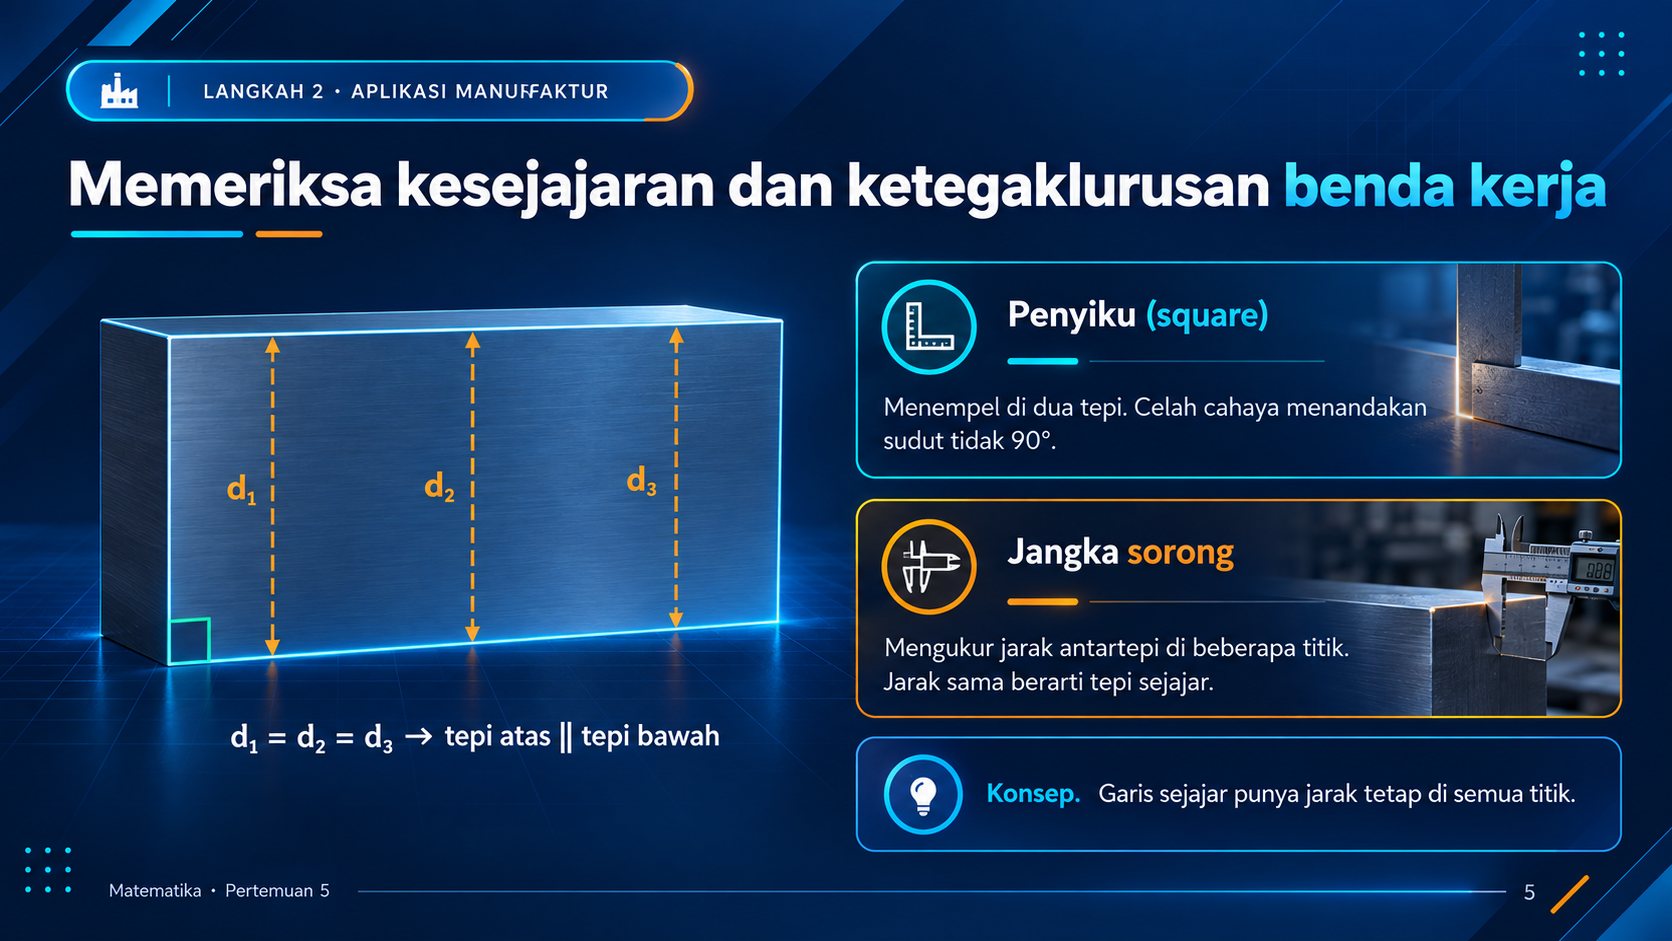 LANGKAH 2 • APLIKASI MANUFFAKTUR
Memeriksa kesejajaran dan ketegaklurusan benda kerja
d₁
d₂
d₃
d₁ = d₂ = d₃ → tepi atas || tepi bawah
Penyiku (square)
Menempel di dua tepi. Celah cahaya menandakan
sudut tidak 90°.
Jangka sorong
Mengukur jarak antartepi di beberapa titik.
Jarak sama berarti tepi sejajar.
Konsep. Garis sejajar punya jarak tetap di semua titik.
Matematika • Pertemuan 5
5